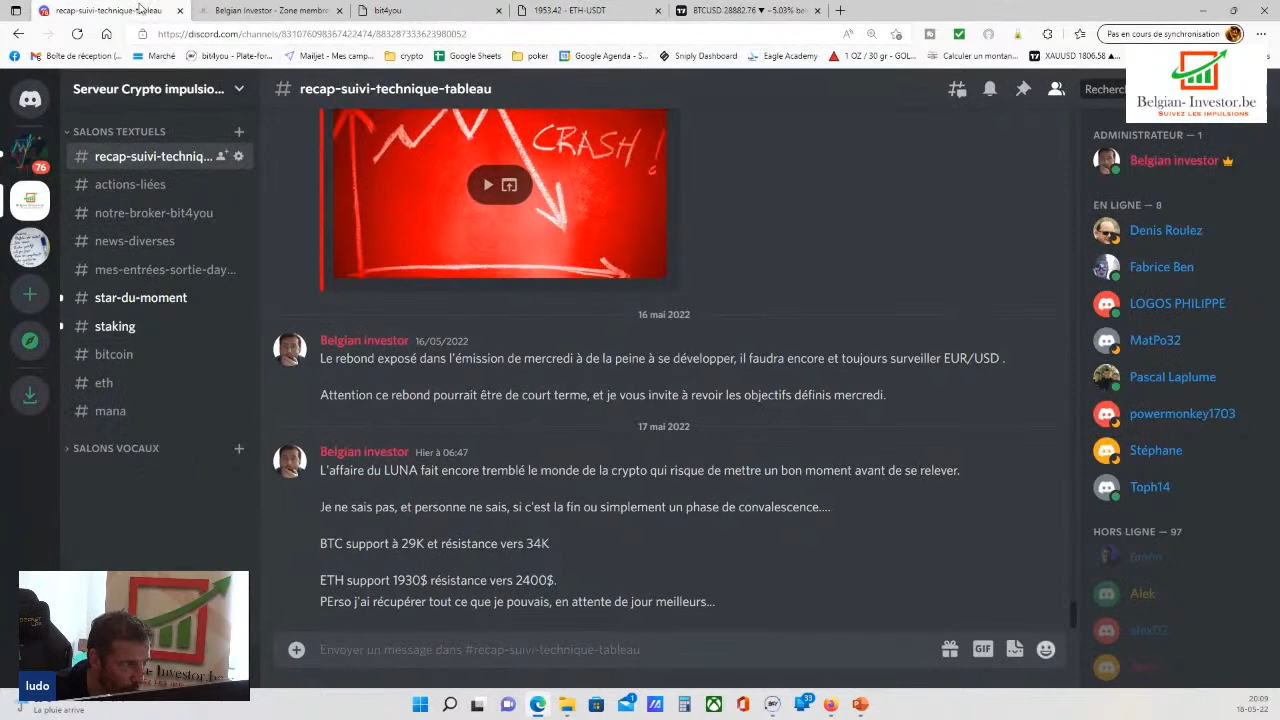 76
recap-suivi-technique-tableau
Belgian Investor - Zone membre
bit4you
1953.42 - ETH-USDT
BTCUSD 28882.76 ▼ −5.03% be
https://discord.com/channels/831076098367422474/883287333623980052
Pas en cours de synchronisation
Boîte de réception (...
Marché
bit4you - Plate-for...
Mailjet - Mes camp...
crypto
Google Sheets
poker
Google Agenda - S...
Sniply Dashboard
Eagle Academy
1 OZ / 30 gr - GOL...
Calculer un montan...
XAUUSD 1806.58 ▲...
Belgian- Investor.be
SUIVEZ LES IMPULSIONS
Serveur Crypto impulsio...
# recap-suivi-technique-tableau
Recherc
SALONS TEXTUELS
# recap-suivi-techniq...
# actions-liées
# notre-broker-bit4you
# news-diverses
# mes-entrées-sortie-day...
# star-du-moment
# staking
# bitcoin
# eth
# mana
SALONS VOCAUX
76
CRASH !
16 mai 2022
Belgian investor 16/05/2022
Le rebond exposé dans l'émission de mercredi à de la peine à se développer, il faudra encore et toujours surveiller EUR/USD .
Attention ce rebond pourrait être de court terme, et je vous invite à revoir les objectifs définis mercredi.
17 mai 2022
Belgian investor Hier à 06:47
L'affaire du LUNA fait encore tremblé le monde de la crypto qui risque de mettre un bon moment avant de se relever.
Je ne sais pas, et personne ne sais, si c'est la fin ou simplement un phase de convalescence....
BTC support à 29K et résistance vers 34K
ETH support 1930$ résistance vers 2400$.
PErso j'ai récupérer tout ce que je pouvais, en attente de jour meilleurs...
Envoyer un message dans #recap-suivi-technique-tableau
GIF
ADMINISTRATEUR — 1
Belgian investor
EN LIGNE — 8
Denis Roulez
Fabrice Ben
LOGOS PHILIPPE
MatPo32
Pascal Laplume
powermonkey1703
Stéphane
Toph14
HORS LIGNE — 97
Alek
alex02
-Investor.be
ludo
La pluie arrive
1
33
20:09
18-05-22